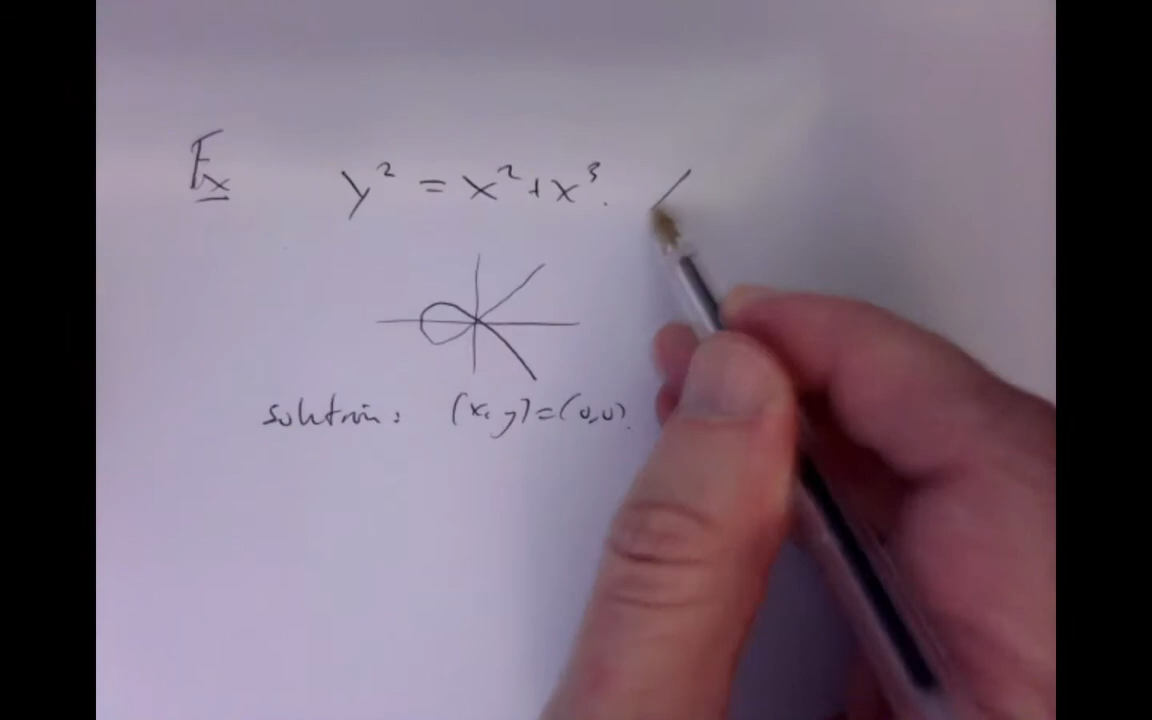 Ex y² = x² + x³.
solution: (x, y) = (0,0).